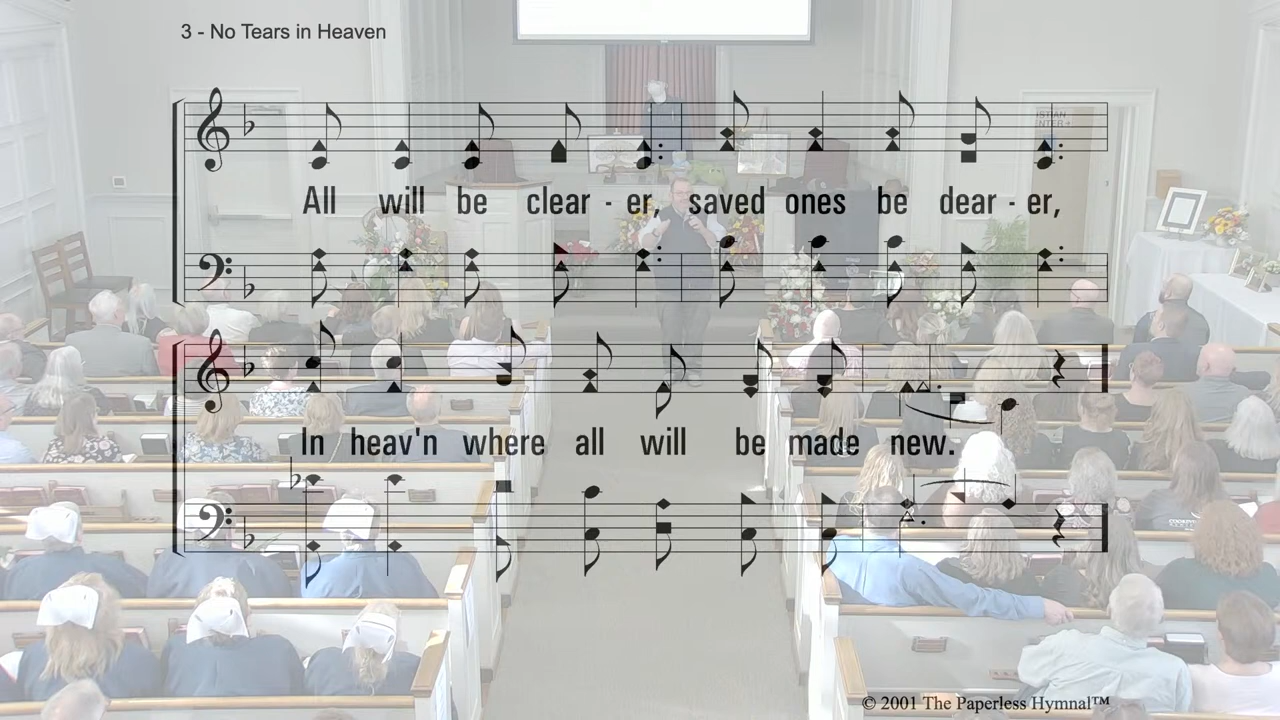 3 - No Tears in Heaven
All will be clear - er, saved ones be dear - er,
In heav'n where all will be made new.
© 2001 The Paperless Hymnal™